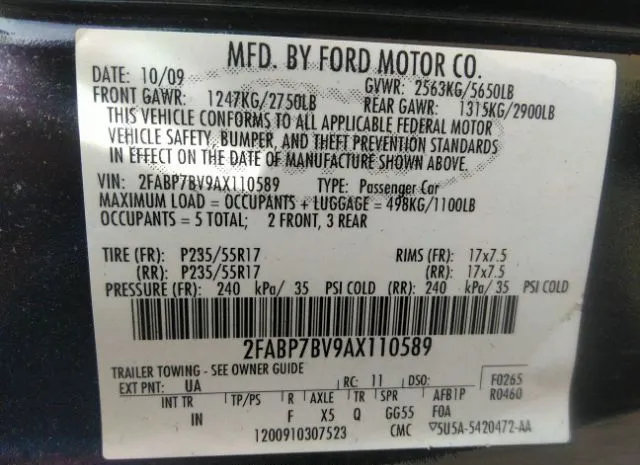 MFD. BY FORD MOTOR CO.
DATE: 10/09 GVWR: 2563KG/5650LB
FRONT GAWR: 1247KG/2750LB REAR GAWR: 1315KG/2900LB
THIS VEHICLE CONFORMS TO ALL APPLICABLE FEDERAL MOTOR
VEHICLE SAFETY, BUMPER, AND THEFT PREVENTION STANDARDS
IN EFFECT ON THE DATE OF MANUFACTURE SHOWN ABOVE.
VIN: 2FABP7BV9AX110589 TYPE: Passenger Car
MAXIMUM LOAD = OCCUPANTS + LUGGAGE = 498KG/1100LB
OCCUPANTS = 5 TOTAL; 2 FRONT, 3 REAR
TIRE (FR): P235/55R17 RIMS (FR): 17x7.5
(RR): P235/55R17 (RR): 17x7.5
PRESSURE (FR): 240 kPa/ 35 PSI COLD (RR): 240 kPa/ 35 PSI COLD
2FABP7BV9AX110589
TRAILER TOWING - SEE OWNER GUIDE
EXT PNT: UA RC: 11 DSO: F0265
INT TR TP/PS R AXLE TR SPR AFB1P R0460
IN F X5 Q GG55 F0A
1200910307523 CMC ▽5U5A-5420472-AA